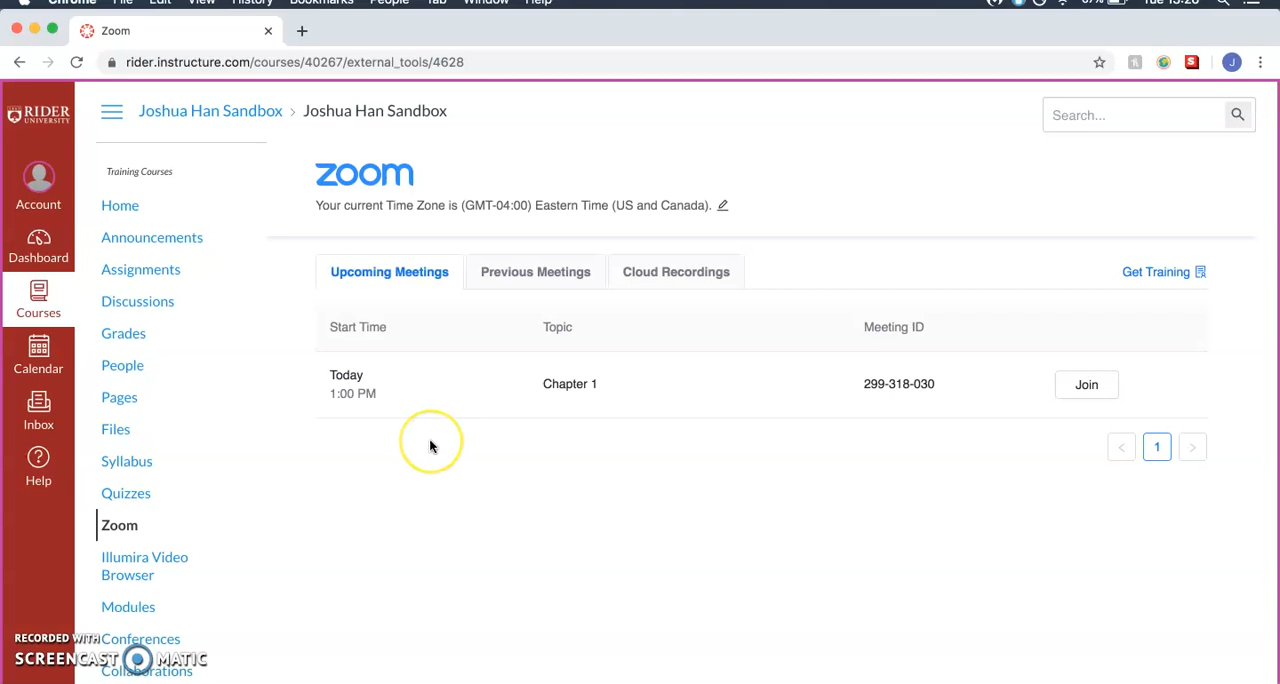 Chrome File Edit View History Bookmarks People Tab Window Help 67% Tue 13:26
Zoom
rider.instructure.com/courses/40267/external_tools/4628
J
RIDER
UNIVERSITY
Account
Dashboard
Courses
Calendar
Inbox
Help
Joshua Han Sandbox › Joshua Han Sandbox
Search...
Training Courses
Home
Announcements
Assignments
Discussions
Grades
People
Pages
Files
Syllabus
Quizzes
Zoom
Illumira Video
Browser
Modules
Conferences
Collaborations
zoom
Your current Time Zone is (GMT-04:00) Eastern Time (US and Canada).
Upcoming Meetings Previous Meetings Cloud Recordings Get Training
Start Time Topic Meeting ID
Today
1:00 PM
Chapter 1 299-318-030 Join
< 1 >
RECORDED WITH
SCREENCAST MATIC